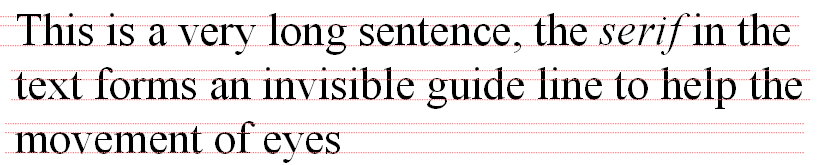 This is a very long sentence, the serif in the
text forms an invisible guide line to help the
movement of eyes